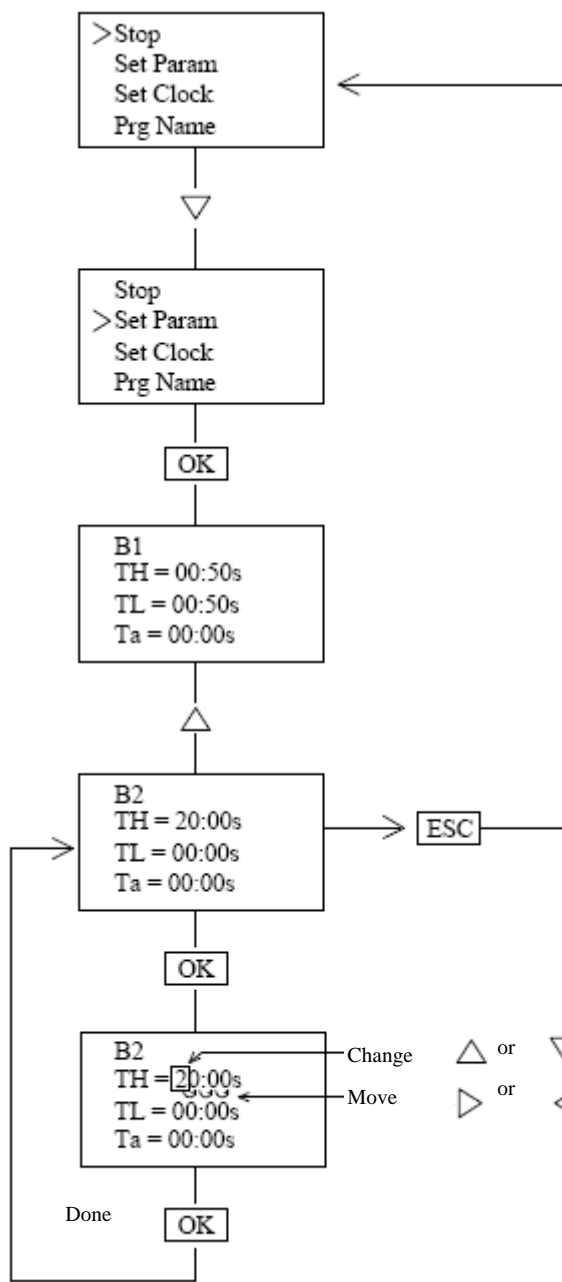 >Stop
Set Param
Set Clock
Prg Name
Stop
>Set Param
Set Clock
Prg Name
OK
B1
TH = 00:50s
TL = 00:50s
Ta = 00:00s
B2
TH = 20:00s
TL = 00:00s
Ta = 00:00s
ESC
OK
B2
TH = 20:00s
TL = 00:00s
Ta = 00:00s
Change
or
Move
or
Done
OK